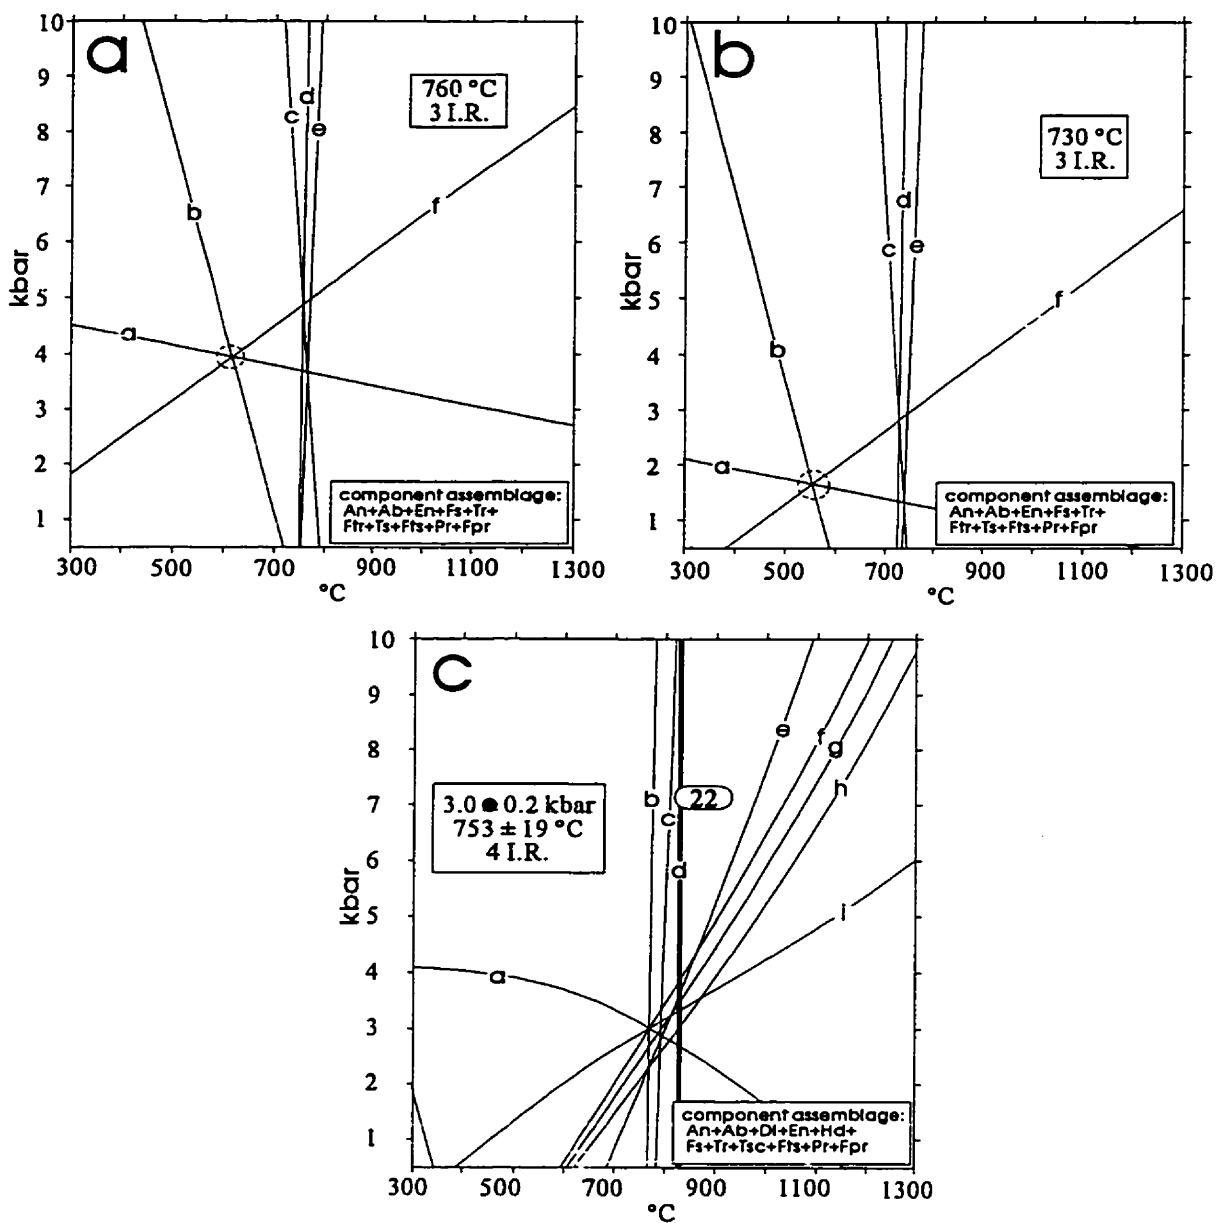 a
10
9
8
7
6
5
4
3
2
1
kbar
760 °C
3 I.R.
c
d
e
b
f
a
component assemblage:
An+Ab+En+Fs+Tr+
Ftr+Ts+Fts+Pr+Fpr
300 500 700 900 1100 1300
°C
b
10
9
8
7
6
5
4
3
2
1
kbar
730 °C
3 I.R.
d
c
e
b
f
a
component assemblage:
An+Ab+En+Fs+Tr+
Ftr+Ts+Fts+Pr+Fpr
300 500 700 900 1100 1300
°C
c
10
9
8
7
6
5
4
3
2
1
kbar
3.0 ● 0.2 kbar
753 ± 19 °C
4 I.R.
b
c
22
d
e
f
g
h
i
a
component assemblage:
An+Ab+Di+En+Hd+
Fs+Tr+Tsc+Fts+Pr+Fpr
300 500 700 900 1100 1300
°C